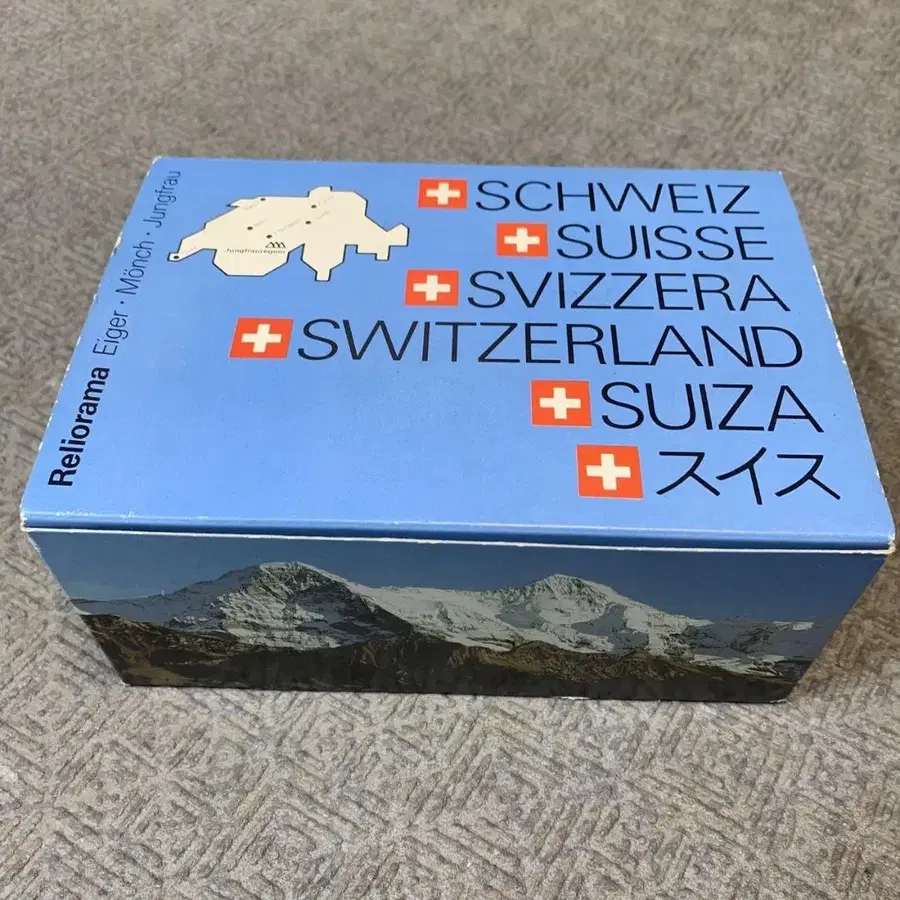 Reliorama Eiger · Mönch · Jungfrau
Jungfrauregion
SCHWEIZ
SUISSE
SVIZZERA
SWITZERLAND
SUIZA
スイス